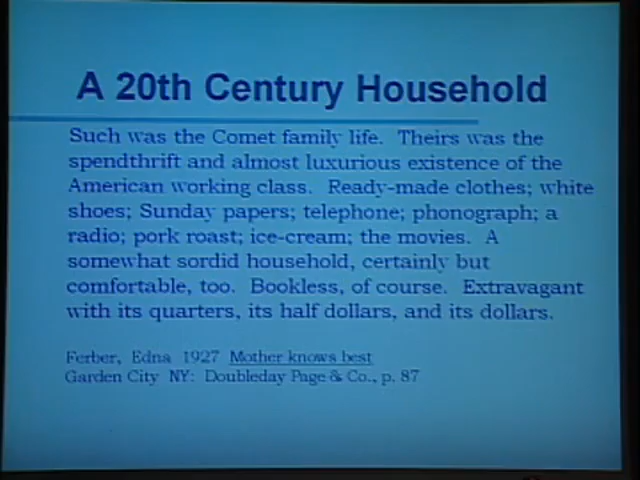 A 20th Century Household
Such was the Comet family life. Theirs was the
spendthrift and almost luxurious existence of the
American working class. Ready-made clothes; white
shoes; Sunday papers; telephone; phonograph; a
radio; pork roast; ice-cream; the movies. A
somewhat sordid household, certainly but
comfortable, too. Bookless, of course. Extravagant
with its quarters, its half dollars, and its dollars.
Ferber, Edna 1927 Mother knows best
Garden City NY: Doubleday Page & Co., p. 87